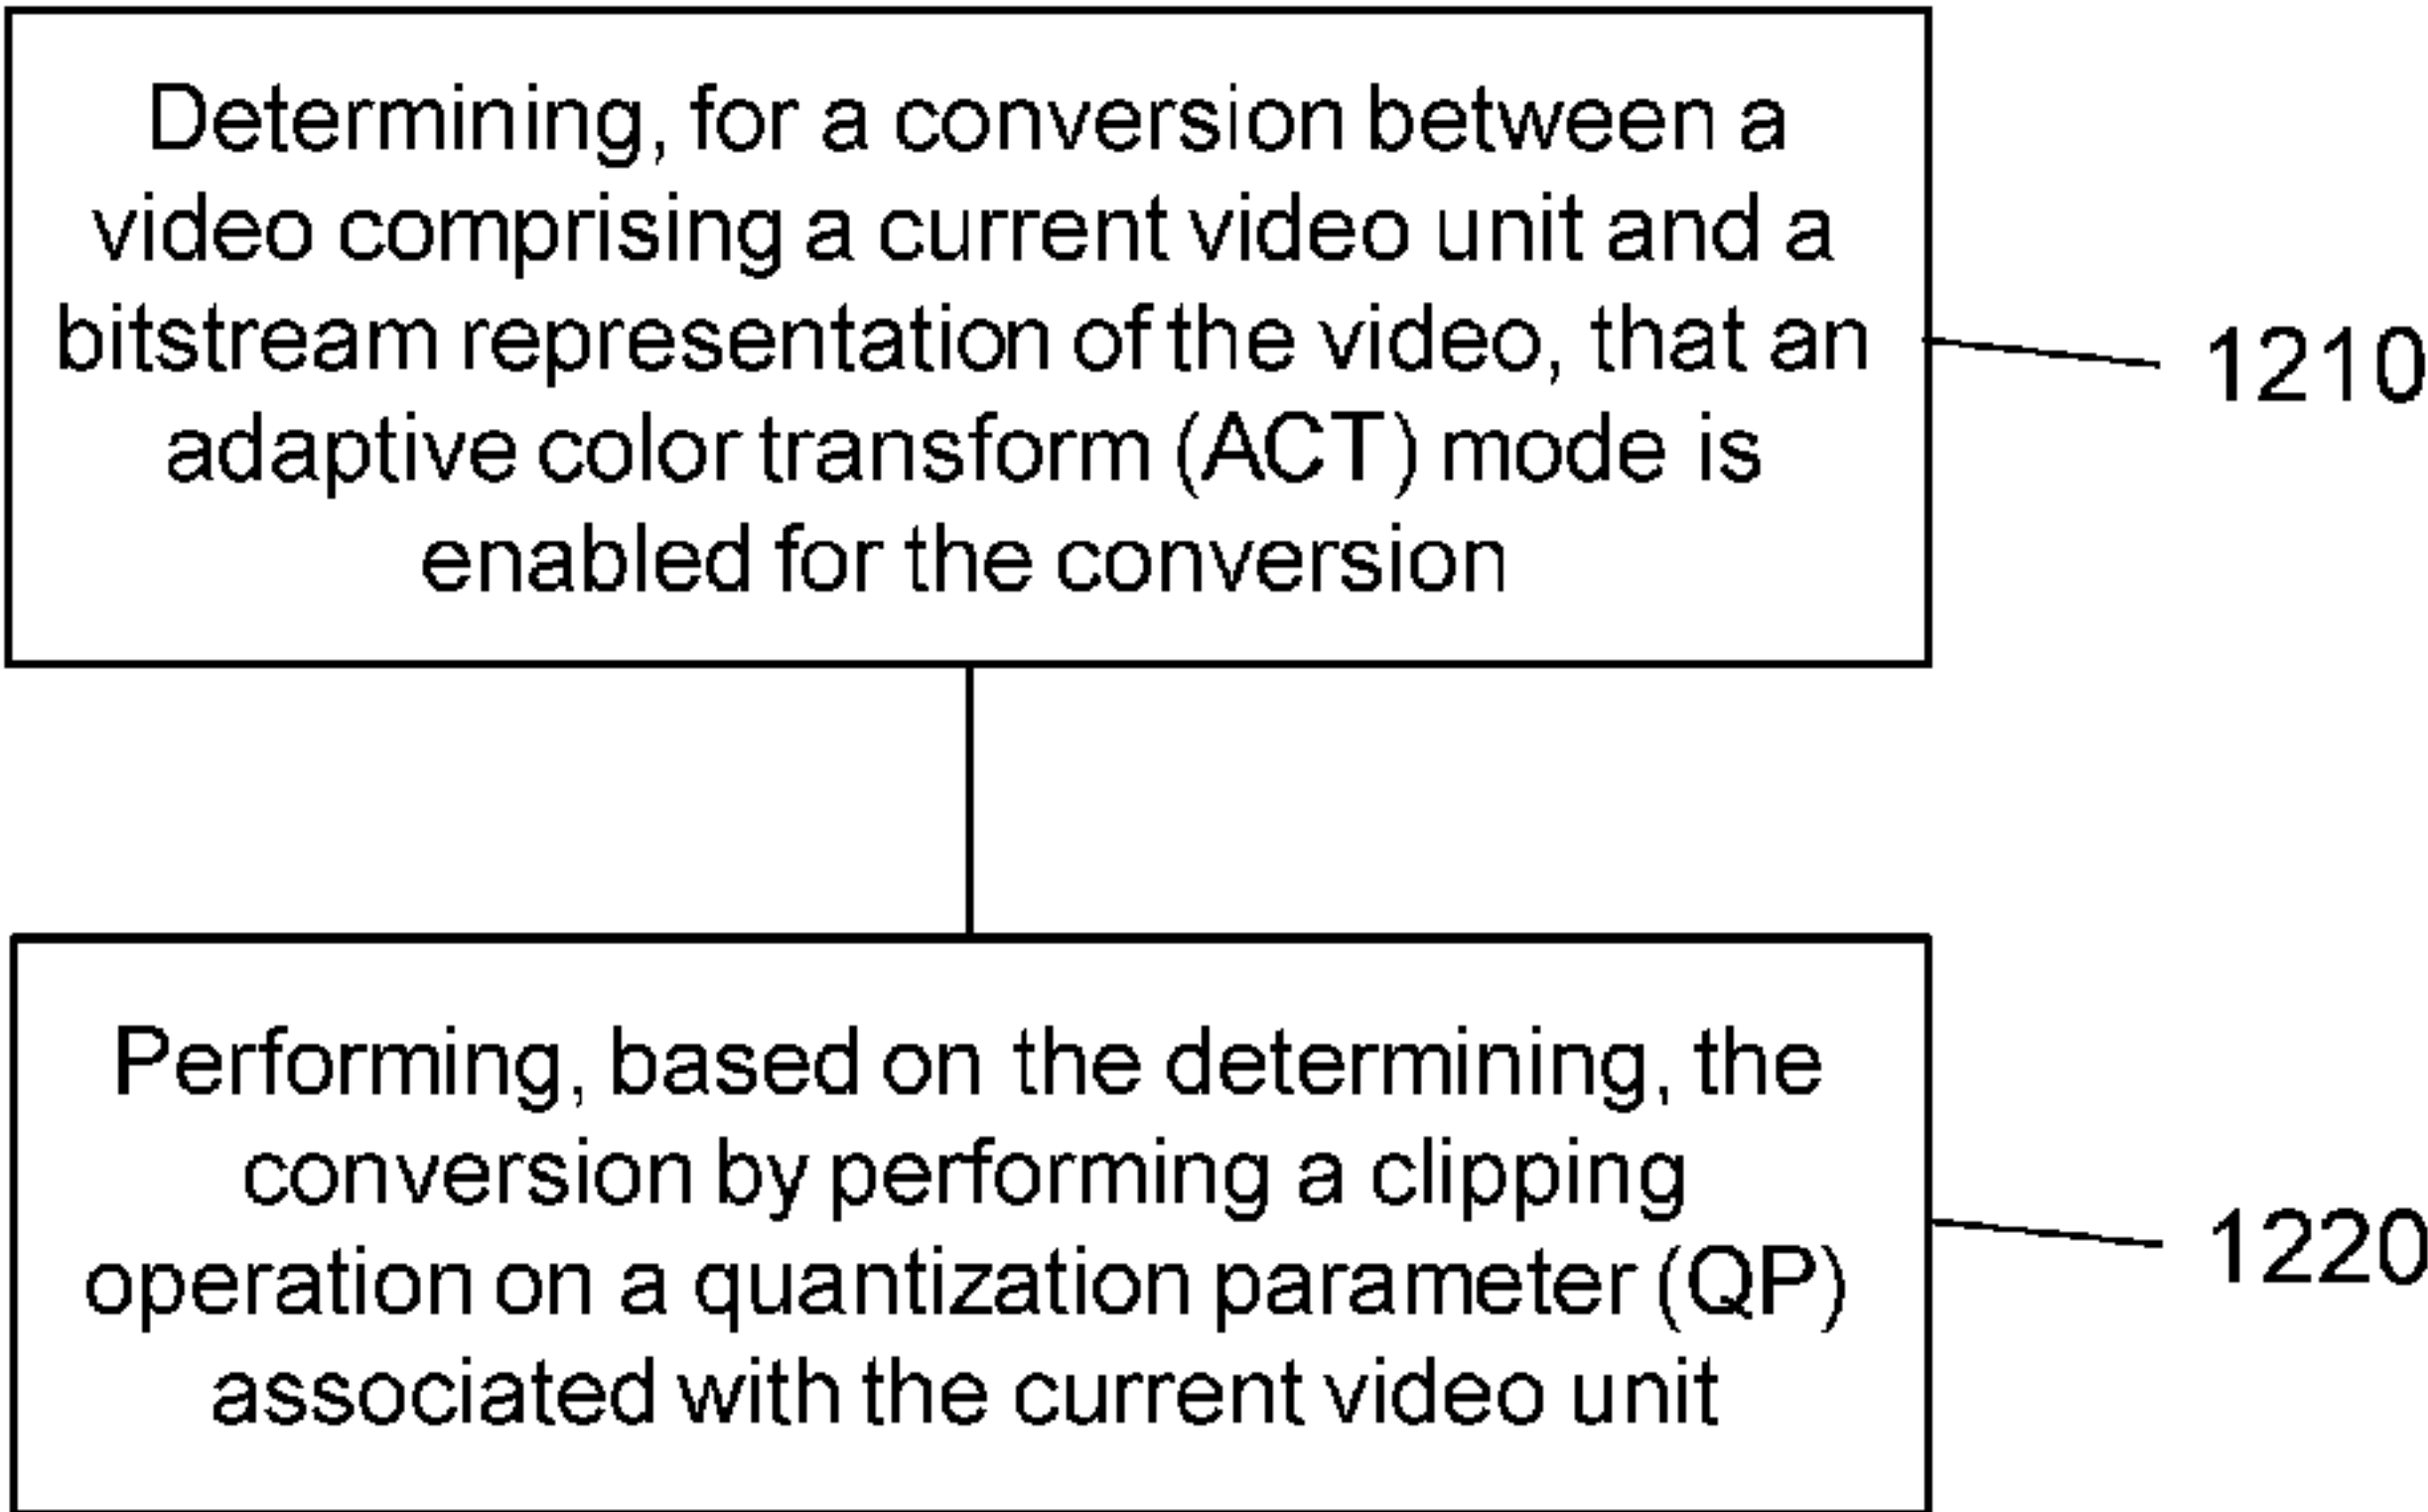 Determining, for a conversion between a
video comprising a current video unit and a
bitstream representation of the video, that an
adaptive color transform (ACT) mode is
enabled for the conversion
1210
Performing, based on the determining, the
conversion by performing a clipping
operation on a quantization parameter (QP)
associated with the current video unit
1220